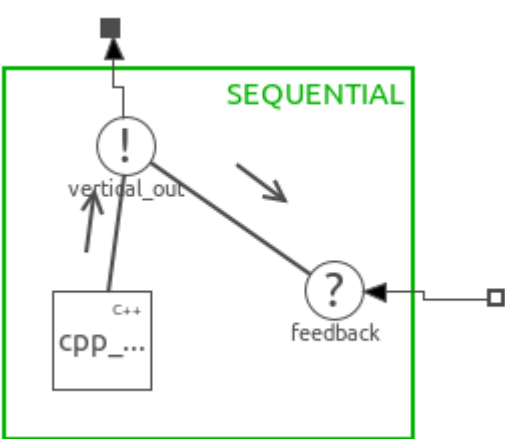 SEQUENTIAL
!
vertical_out
?
feedback
C++
cpp_...